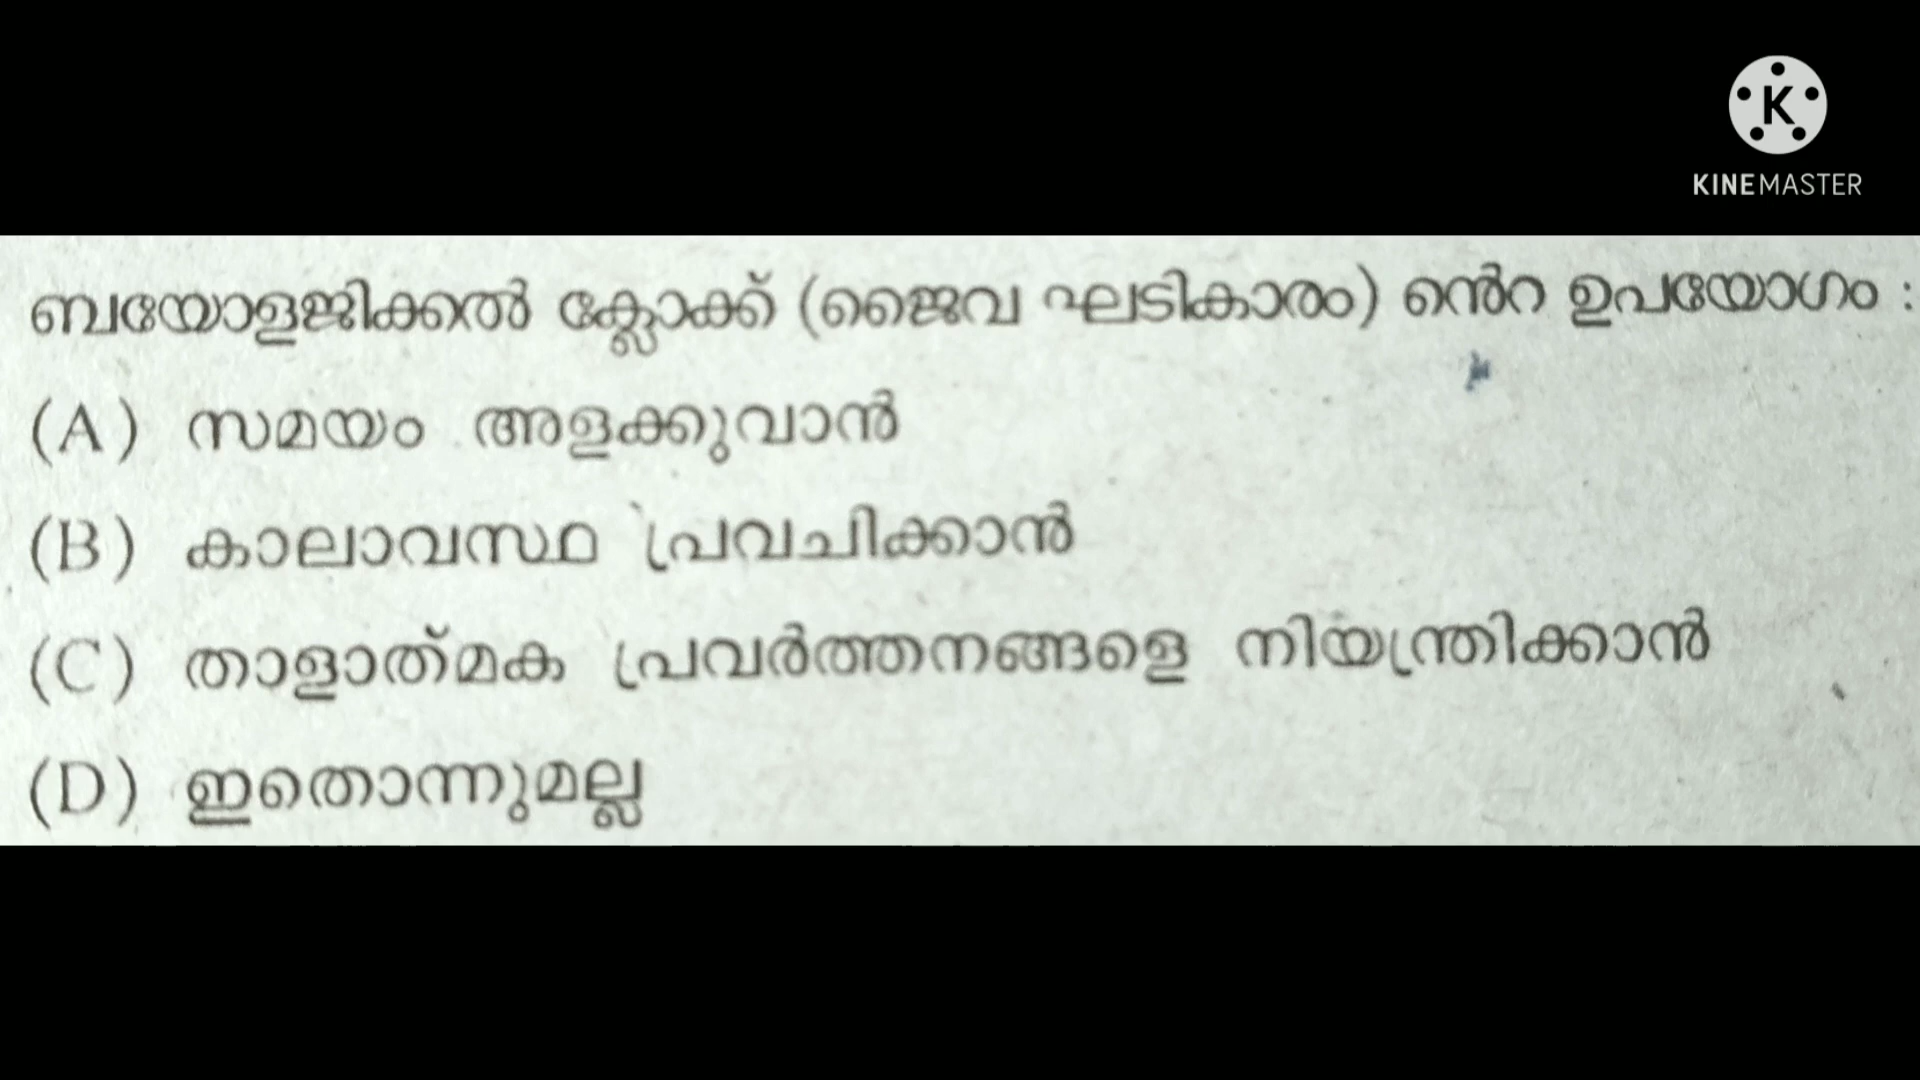 KINEMASTER
ബയോളജിക്കൽ ക്ലോക്ക് (ജൈവ ഘടികാരം) ൻെറ ഉപയോഗം :
(A) സമയം അളക്കുവാൻ
(B) കാലാവസ്ഥ പ്രവചിക്കാൻ
(C) താളാത്മക പ്രവർത്തനങ്ങളെ നിയന്ത്രിക്കാൻ
(D) ഇതൊന്നുമല്ല